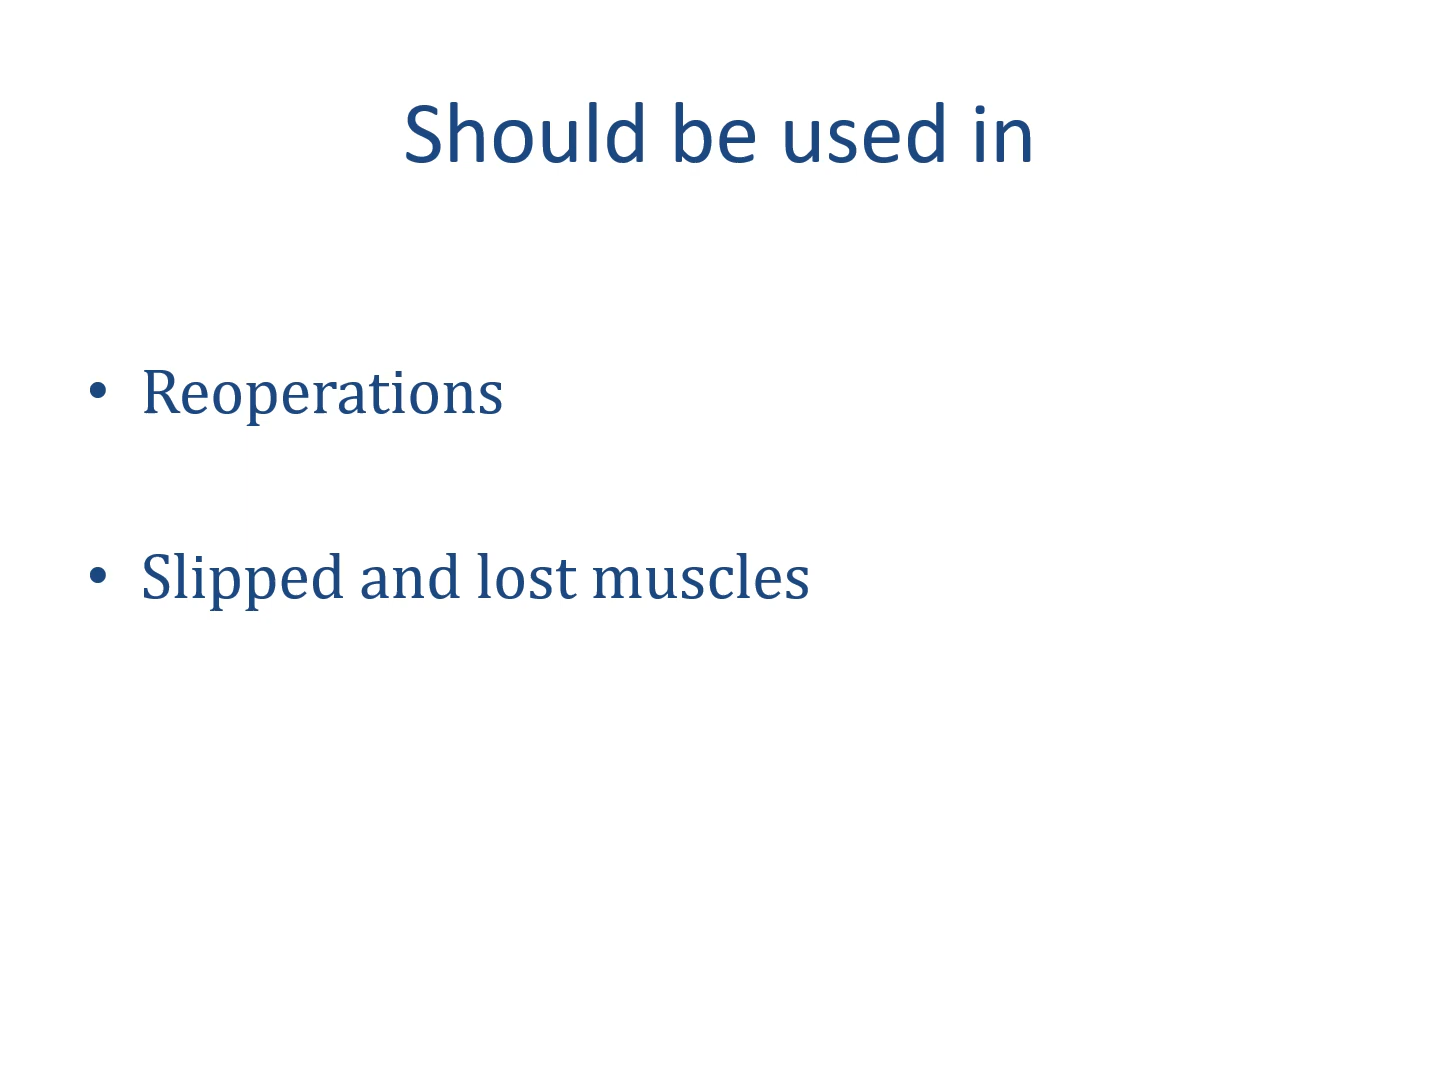 Should be used in
• Reoperations
• Slipped and lost muscles